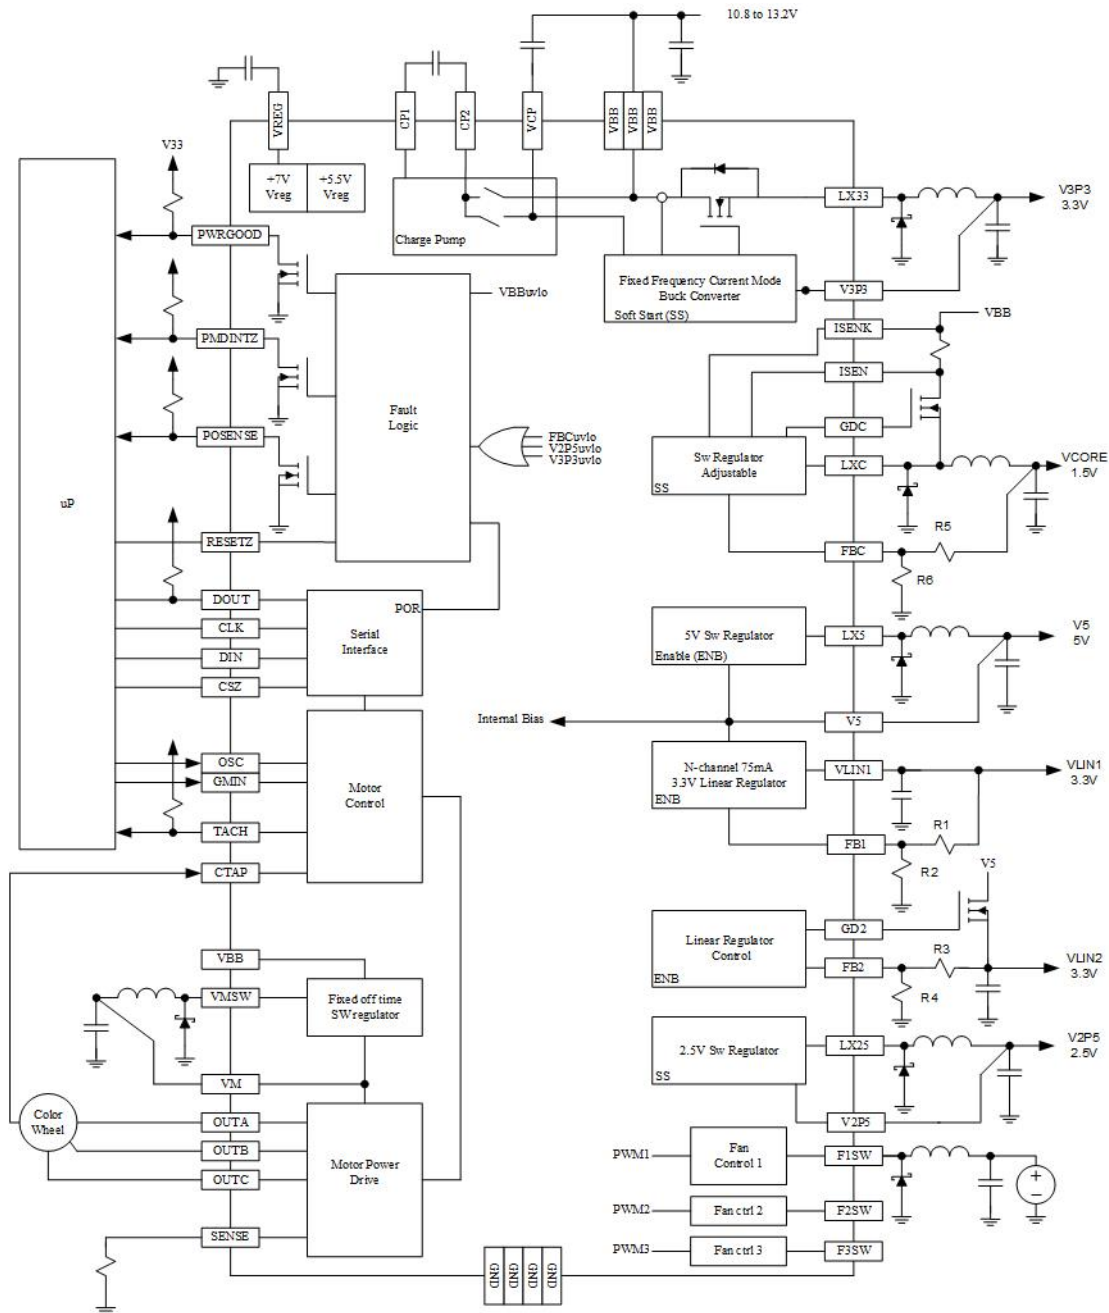 10.8 to 13.2V
VREG
CP1
CP2
VCP
VBB
VBB
VBB
V33
+7V
Vreg
+5.5V
Vreg
Charge Pump
LX33
V3P3
3.3V
PWRGOOD
Fixed Frequency Current Mode
Buck Converter
Soft Start (SS)
V3P3
VBBuvlo
ISENK
VBB
PMDINTZ
ISEN
Fault
Logic
GDC
POSENSE
FBCuvlo
V2P5uvlo
V3P3uvlo
Sw Regulator
Adjustable
SS
LXC
VCORE
1.5V
uP
R5
RESETZ
FBC
R6
DOUT
POR
CLK
Serial
Interface
DIN
CSZ
5V Sw Regulator
Enable (ENB)
LX5
V5
5V
Internal Bias
V5
OSC
GMIN
Motor
Control
TACH
CTAP
N-channel 75mA
3.3V Linear Regulator
ENB
VLIN1
VLIN1
3.3V
FB1
R1
R2
V5
GD2
Linear Regulator
Control
ENB
FB2
R3
R4
VLIN2
3.3V
VBB
VMSW
Fixed off time
SW regulator
2.5V Sw Regulator
SS
LX25
V2P5
2.5V
VM
V2P5
Color
Wheel
OUTA
OUTB
OUTC
Motor Power
Drive
PWM1
Fan
Control 1
F1SW
+
−
PWM2
Fan ctrl 2
F2SW
SENSE
PWM3
Fan ctrl 3
F3SW
GND
GND
GND
GND